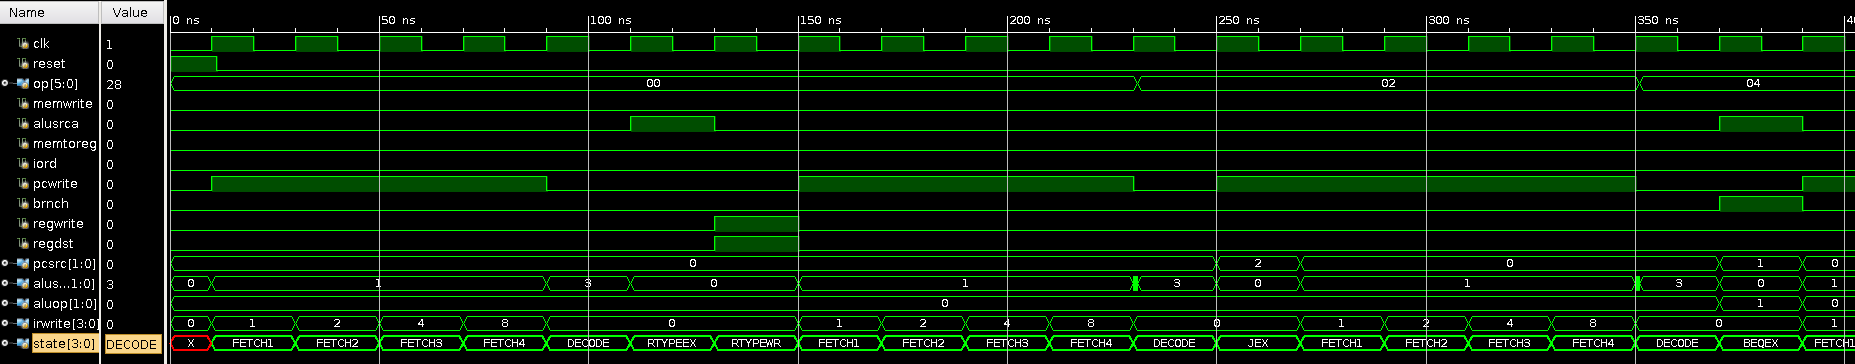 Name Value 0 ns 50 ns 100 ns 150 ns 200 ns 250 ns 300 ns 350 ns
clk 1
reset 0
op[5:0] 28 00 02 04
memwrite 0
alusrca 0
memtoreg 0
iord 0
pcwrite 0
brnch 0
regwrite 0
regdst 0
pcsrc[1:0] 0 0 2 0 1 0
alus...1:0] 3 0 1 3 0 1 3 0 1 3 0 1
aluop[1:0] 0 0 1 0
irwrite[3:0] 0 0 1 2 4 8 0 1 2 4 8 0 1 2 4 8 0 1
state[3:0] DECODE X FETCH1 FETCH2 FETCH3 FETCH4 DECODE RTYPEEX RTYPEWR FETCH1 FETCH2 FETCH3 FETCH4 DECODE JEX FETCH1 FETCH2 FETCH3 FETCH4 DECODE BEQEX FETCH1